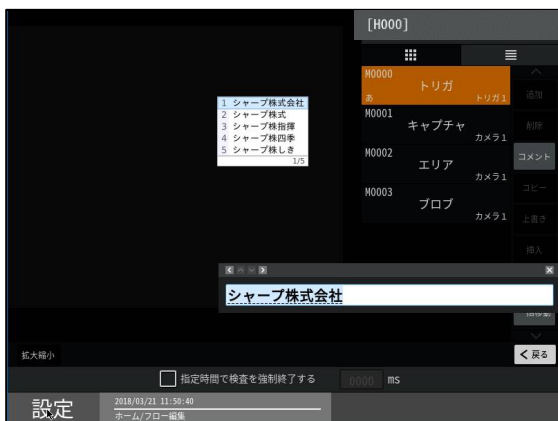 [H000]
M0000
トリガ
あ
トリガ1
追加
M0001
キャプチャ
カメラ1
削除
M0002
エリア
カメラ1
コメント
コピー
M0003
ブロブ
カメラ1
上書き
挿入
1 シャープ株式会社
2 シャープ株式
3 シャープ株指揮
4 シャープ株四季
5 シャープ株しき
1/5
シャープ株式会社
拡大縮小
戻る
指定時間で検査を強制終了する
0000 ms
設定
2018/03/21 11:50:40
ホーム/フロー編集